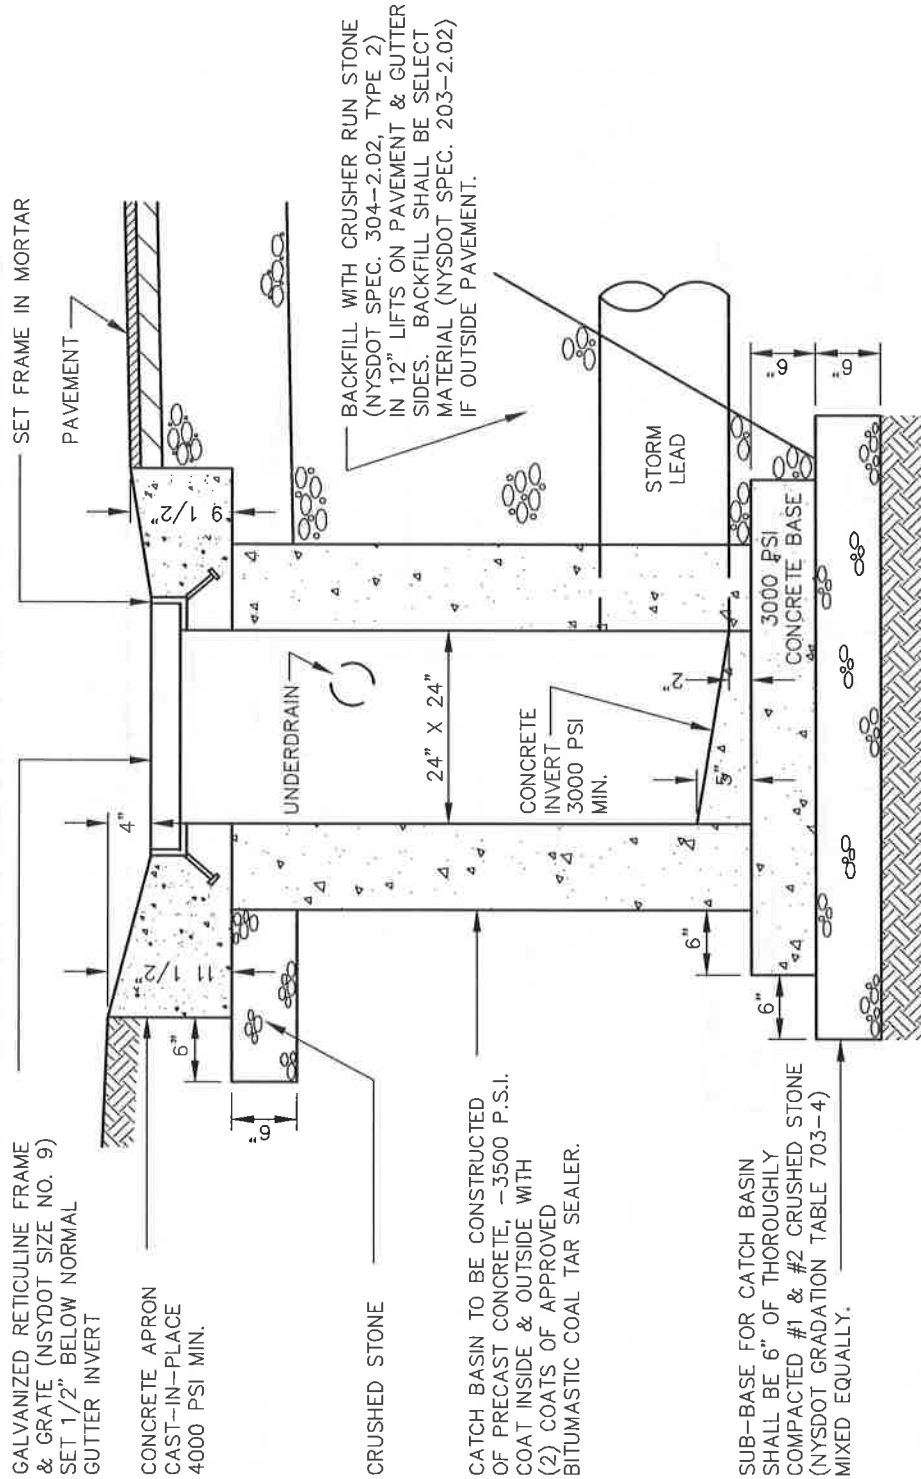 GALVANIZED RETICULINE FRAME
& GRATE (NSYDOT SIZE NO. 9)
SET 1/2" BELOW NORMAL
GUTTER INVERT
CONCRETE APRON
CAST-IN-PLACE
4000 PSI MIN.
CRUSHED STONE
CATCH BASIN TO BE CONSTRUCTED
OF PRECAST CONCRETE, -3500 P.S.I.
COAT INSIDE & OUTSIDE WITH
(2) COATS OF APPROVED
BITUMASTIC COAL TAR SEALER.
SUB-BASE FOR CATCH BASIN
SHALL BE 6" OF THOROUGHLY
COMPACTED #1 & #2 CRUSHED STONE
(NYSDOT GRADATION TABLE 703-4)
MIXED EQUALLY.
4"
11 1/2"
6"
6"
UNDERDRAIN
24" X 24"
CONCRETE
INVERT
3000 PSI
MIN.
5"
2"
6"
6"
3000 PSI
CONCRETE BASE
9 1/2"
STORM
LEAD
6"
6"
SET FRAME IN MORTAR
PAVEMENT
BACKFILL WITH CRUSHER RUN STONE
(NYSDOT SPEC. 304-2.02, TYPE 2)
IN 12" LIFTS ON PAVEMENT & GUTTER
SIDES. BACKFILL SHALL BE SELECT
MATERIAL (NYSDOT SPEC. 203-2.02)
IF OUTSIDE PAVEMENT.